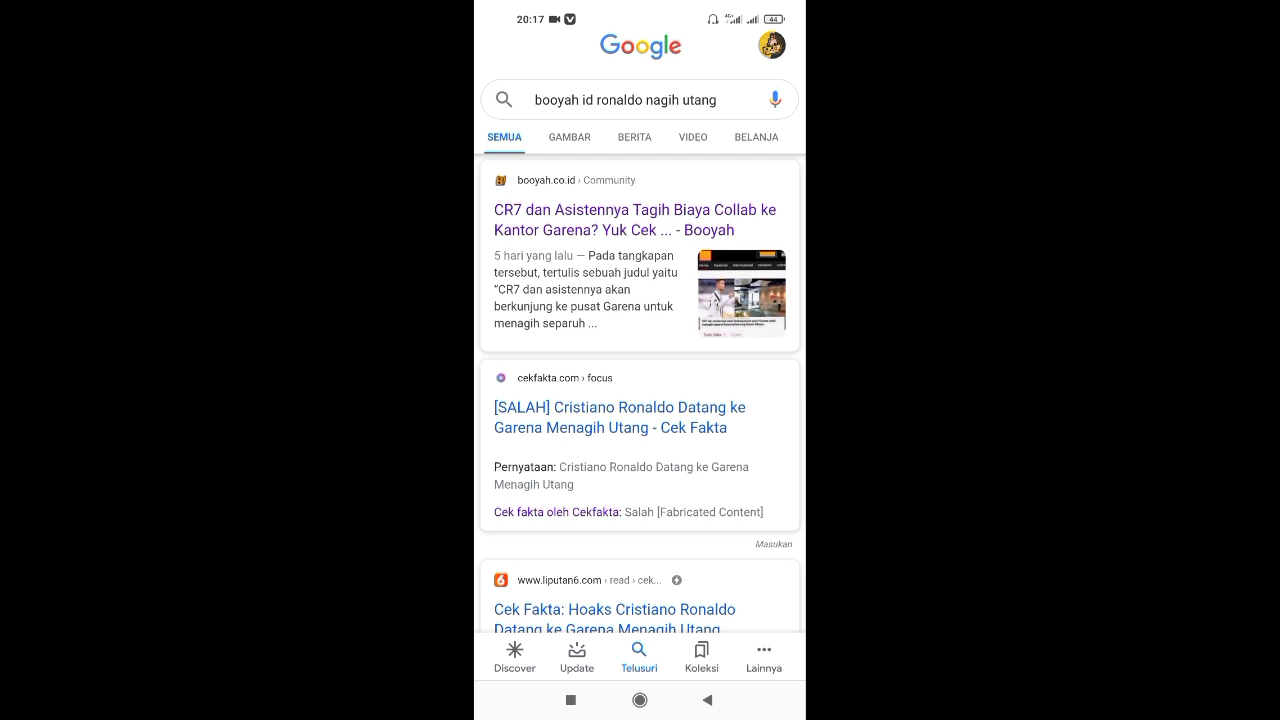 20:17
4G
44
Google
booyah id ronaldo nagih utang
SEMUA GAMBAR BERITA VIDEO BELANJA
booyah.co.id › Community
CR7 dan Asistennya Tagih Biaya Collab ke
Kantor Garena? Yuk Cek ... - Booyah
5 hari yang lalu — Pada tangkapan
tersebut, tertulis sebuah judul yaitu
“CR7 dan asistennya akan
berkunjung ke pusat Garena untuk
menagih separuh ...
cekfakta.com › focus
[SALAH] Cristiano Ronaldo Datang ke
Garena Menagih Utang - Cek Fakta
Pernyataan: Cristiano Ronaldo Datang ke Garena
Menagih Utang
Cek fakta oleh Cekfakta: Salah [Fabricated Content]
Masukan
www.liputan6.com › read › cek...
Cek Fakta: Hoaks Cristiano Ronaldo
Datang ke Garena Menagih Utang
Discover Update Telusuri Koleksi Lainnya